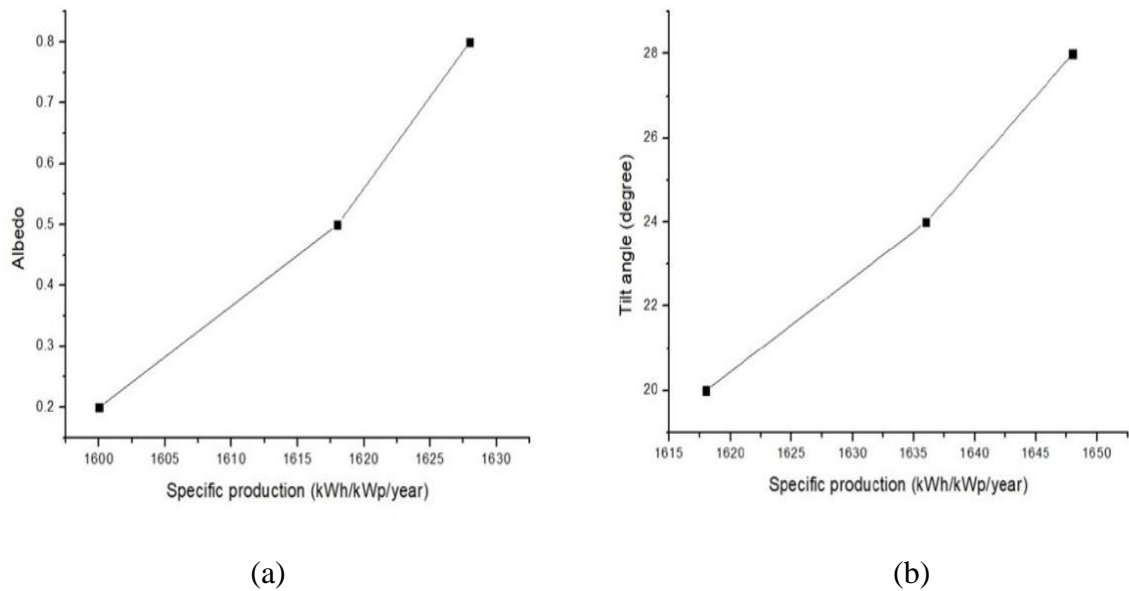 0.8
0.7
0.6
0.5
0.4
0.3
0.2
Albedo
1600 1605 1610 1615 1620 1625 1630
Specific production (kWh/kWp/year)
(a)
28
26
24
22
20
Tilt angle (degree)
1615 1620 1625 1630 1635 1640 1645 1650
Specific production (kWh/kWp/year)
(b)